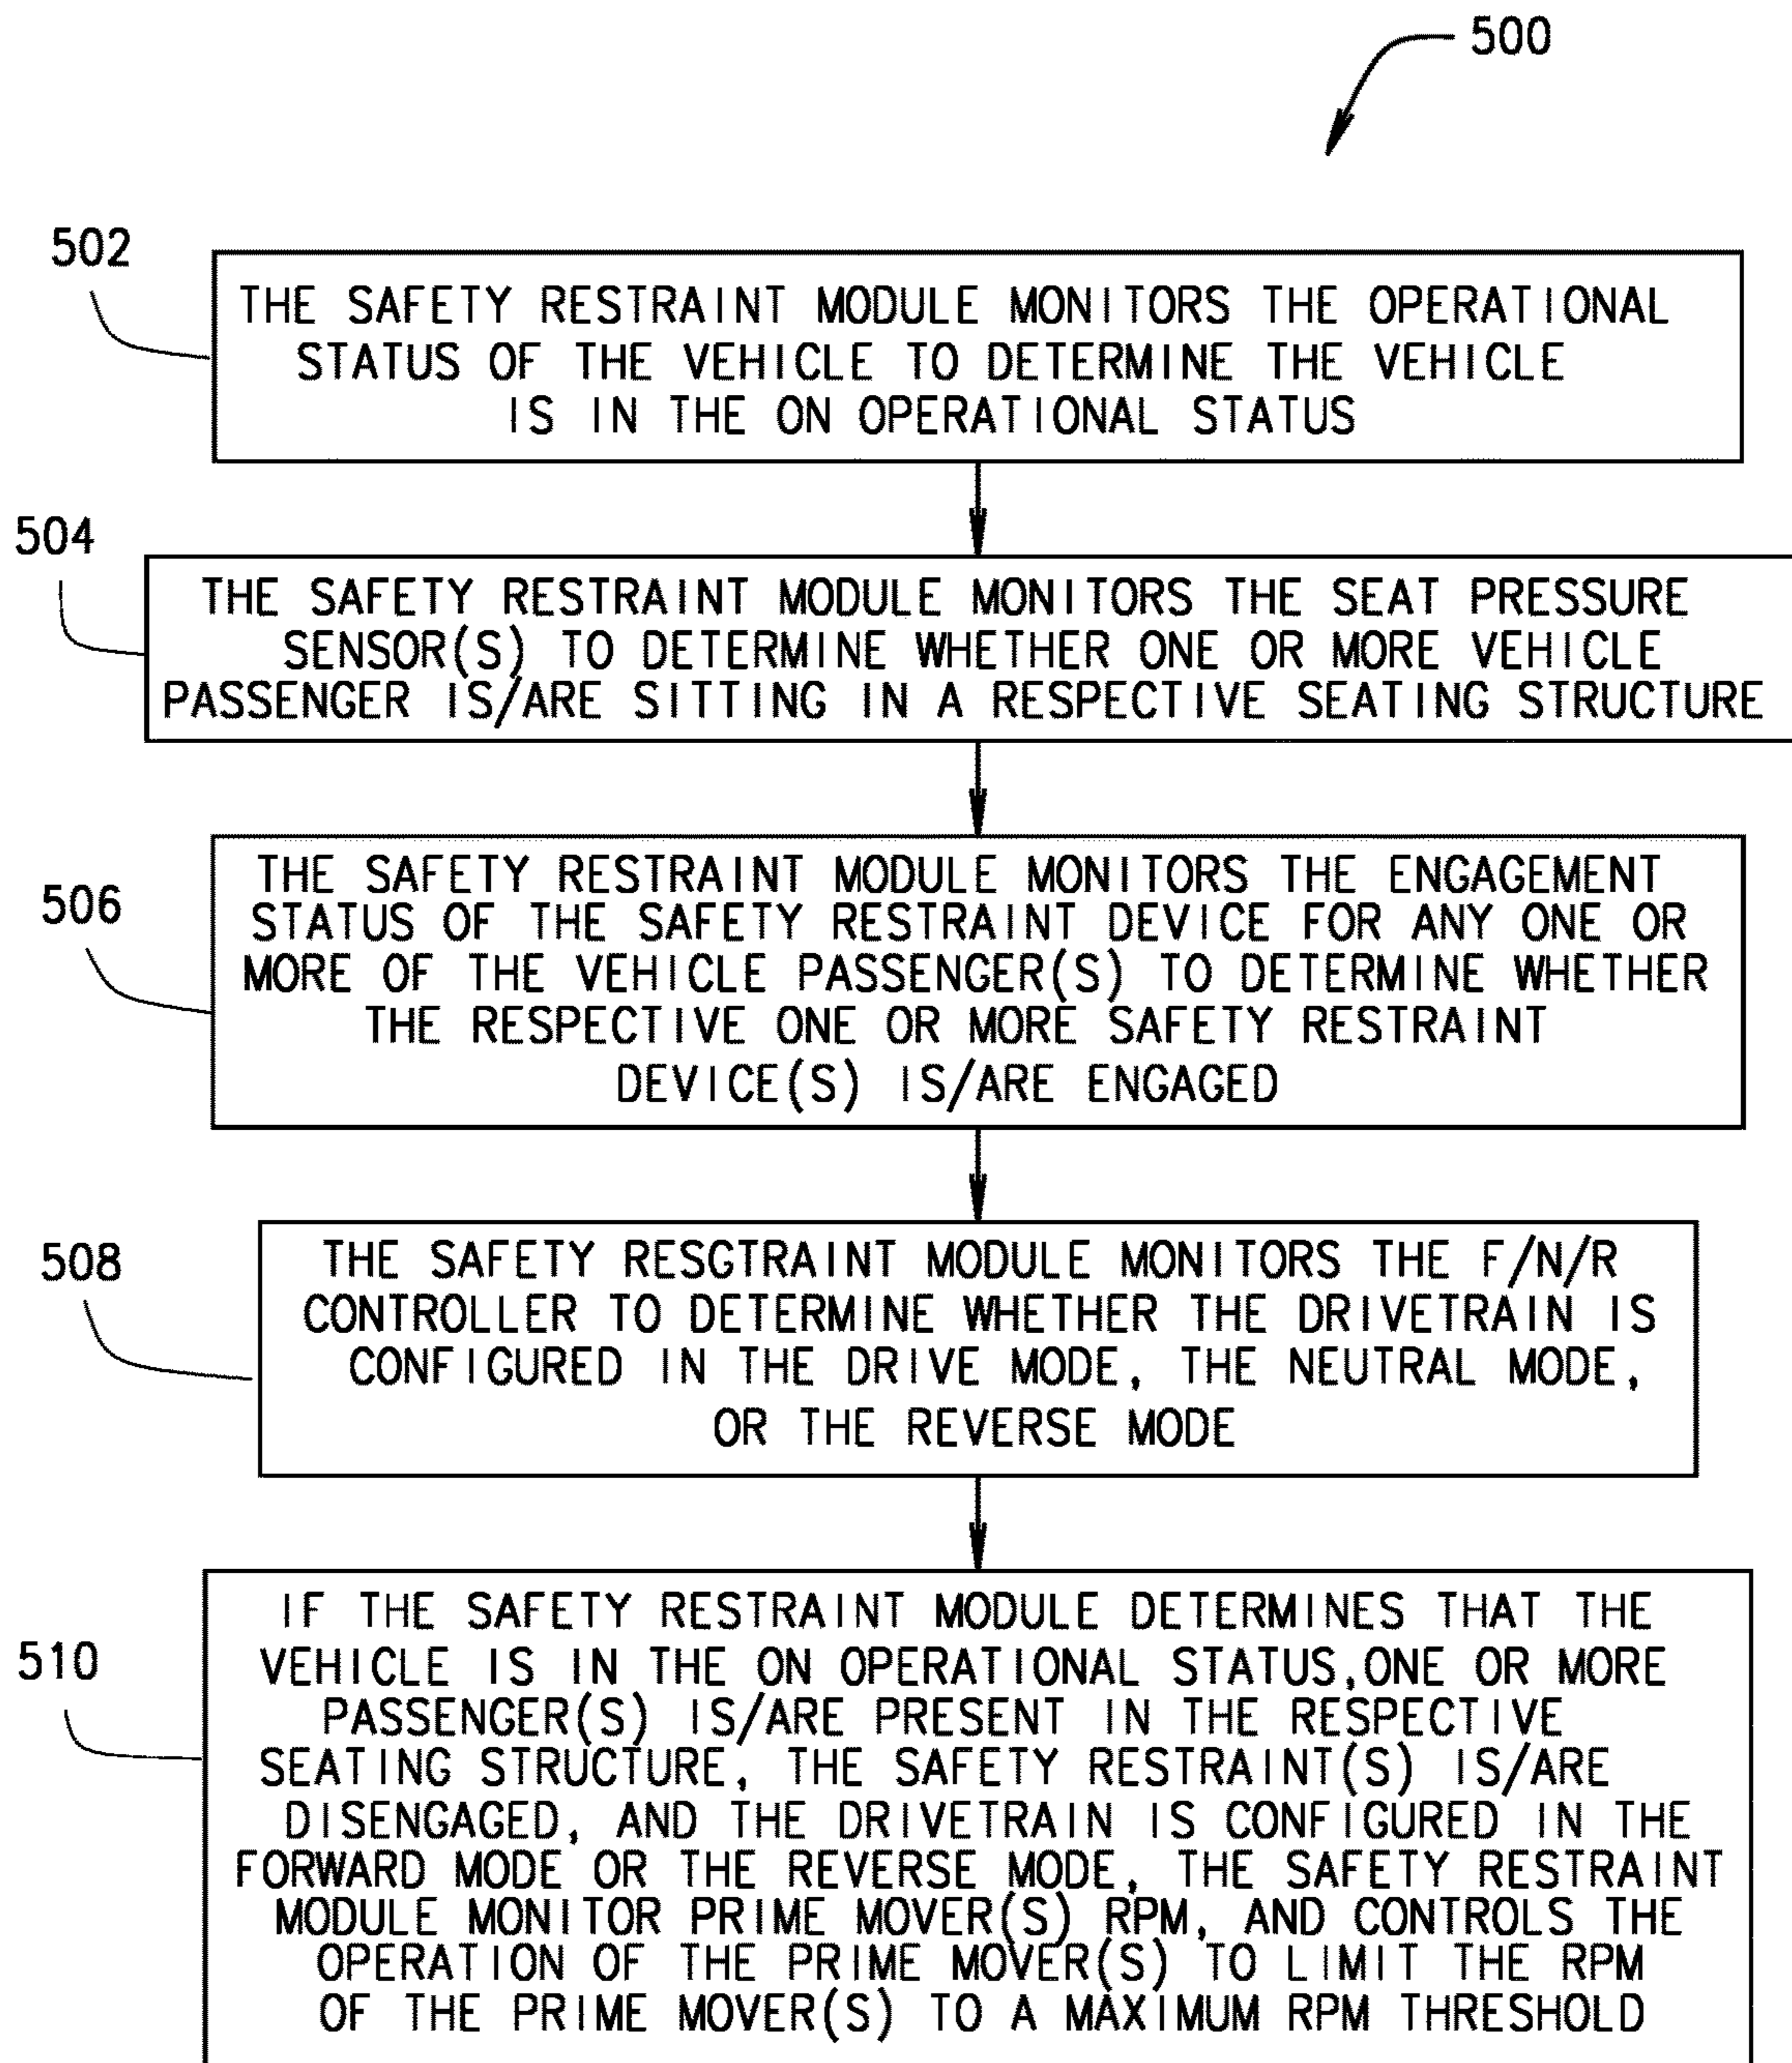 500
502
THE SAFETY RESTRAINT MODULE MONITORS THE OPERATIONAL
STATUS OF THE VEHICLE TO DETERMINE THE VEHICLE
IS IN THE ON OPERATIONAL STATUS
504
THE SAFETY RESTRAINT MODULE MONITORS THE SEAT PRESSURE
SENSOR(S) TO DETERMINE WHETHER ONE OR MORE VEHICLE
PASSENGER IS/ARE SITTING IN A RESPECTIVE SEATING STRUCTURE
506
THE SAFETY RESTRAINT MODULE MONITORS THE ENGAGEMENT
STATUS OF THE SAFETY RESTRAINT DEVICE FOR ANY ONE OR
MORE OF THE VEHICLE PASSENGER(S) TO DETERMINE WHETHER
THE RESPECTIVE ONE OR MORE SAFETY RESTRAINT
DEVICE(S) IS/ARE ENGAGED
508
THE SAFETY RESGTRAINT MODULE MONITORS THE F/N/R
CONTROLLER TO DETERMINE WHETHER THE DRIVETRAIN IS
CONFIGURED IN THE DRIVE MODE, THE NEUTRAL MODE,
OR THE REVERSE MODE
510
IF THE SAFETY RESTRAINT MODULE DETERMINES THAT THE
VEHICLE IS IN THE ON OPERATIONAL STATUS,ONE OR MORE
PASSENGER(S) IS/ARE PRESENT IN THE RESPECTIVE
SEATING STRUCTURE, THE SAFETY RESTRAINT(S) IS/ARE
DISENGAGED, AND THE DRIVETRAIN IS CONFIGURED IN THE
FORWARD MODE OR THE REVERSE MODE, THE SAFETY RESTRAINT
MODULE MONITOR PRIME MOVER(S) RPM, AND CONTROLS THE
OPERATION OF THE PRIME MOVER(S) TO LIMIT THE RPM
OF THE PRIME MOVER(S) TO A MAXIMUM RPM THRESHOLD